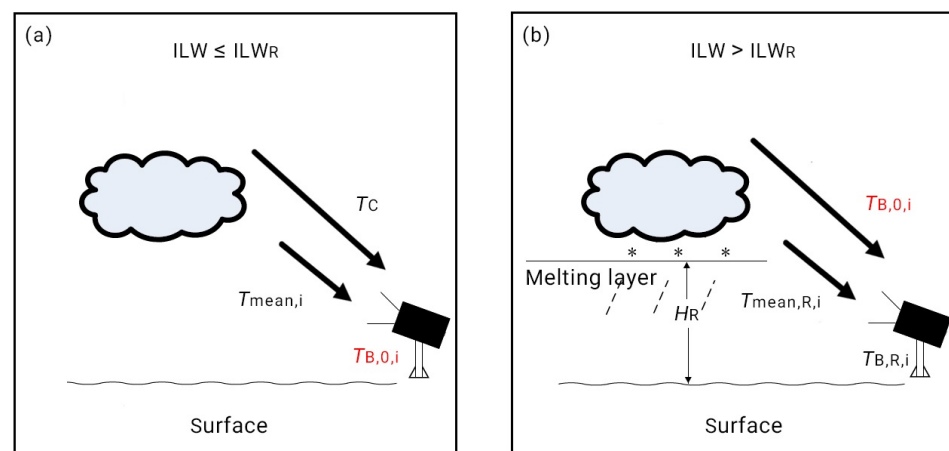 (a)
ILW ≤ ILWR
TC
Tmean,i
TB,0,i
Surface
(b)
ILW > ILWR
TB,0,i
* * *
Melting layer
HR
Tmean,R,i
TB,R,i
Surface